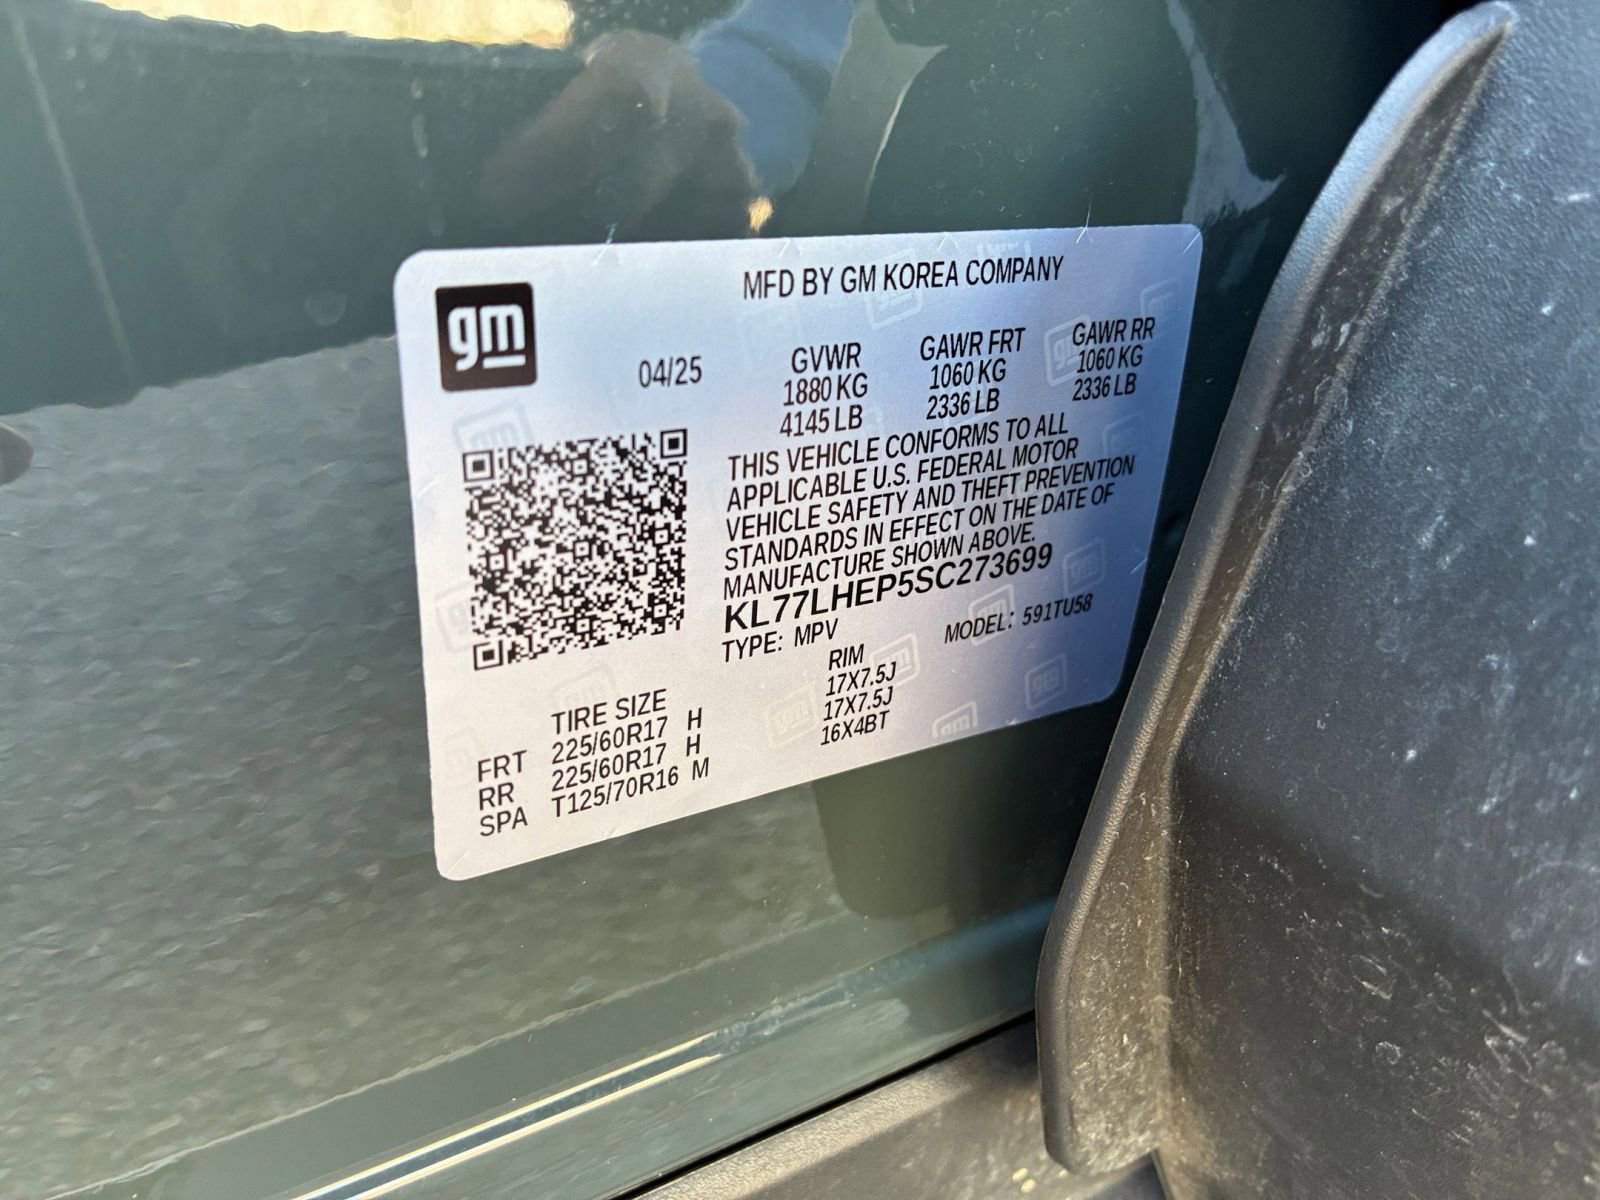 gm
MFD BY GM KOREA COMPANY
04/25
GVWR GAWR FRT GAWR RR
1880 KG 1060 KG 1060 KG
4145 LB 2336 LB 2336 LB
THIS VEHICLE CONFORMS TO ALL
APPLICABLE U.S. FEDERAL MOTOR
VEHICLE SAFETY AND THEFT PREVENTION
STANDARDS IN EFFECT ON THE DATE OF
MANUFACTURE SHOWN ABOVE.
KL77LHEP5SC273699
TYPE: MPV MODEL: 591TU58
TIRE SIZE RIM
FRT 225/60R17 H 17X7.5J
RR 225/60R17 H 17X7.5J
SPA T125/70R16 M 16X4BT